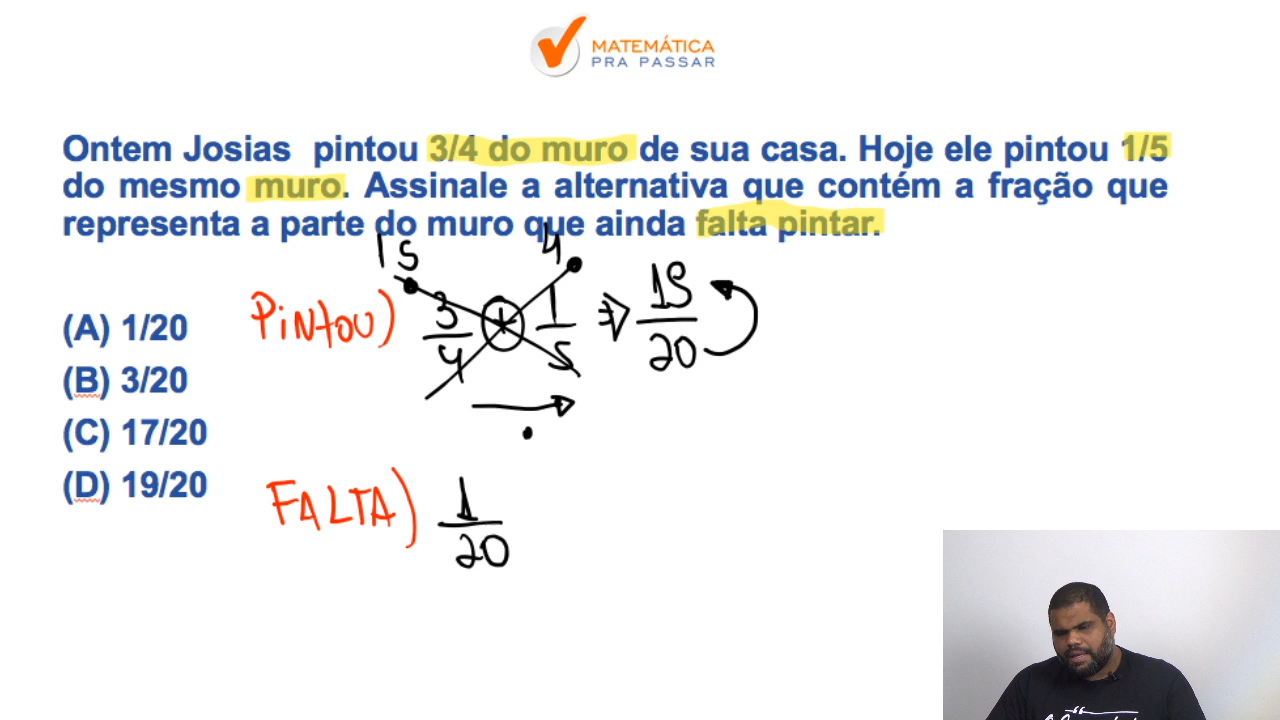 MATEMÁTICA
PRA PASSAR
Ontem Josias pintou 3/4 do muro de sua casa. Hoje ele pintou 1/5
do mesmo muro. Assinale a alternativa que contém a fração que
representa a parte do muro que ainda falta pintar.
(A) 1/20
(B) 3/20
(C) 17/20
(D) 19/20
15 4
PINTOU) 3/4 + 1/5 ⇒ 19/20
FALTA) 1/20